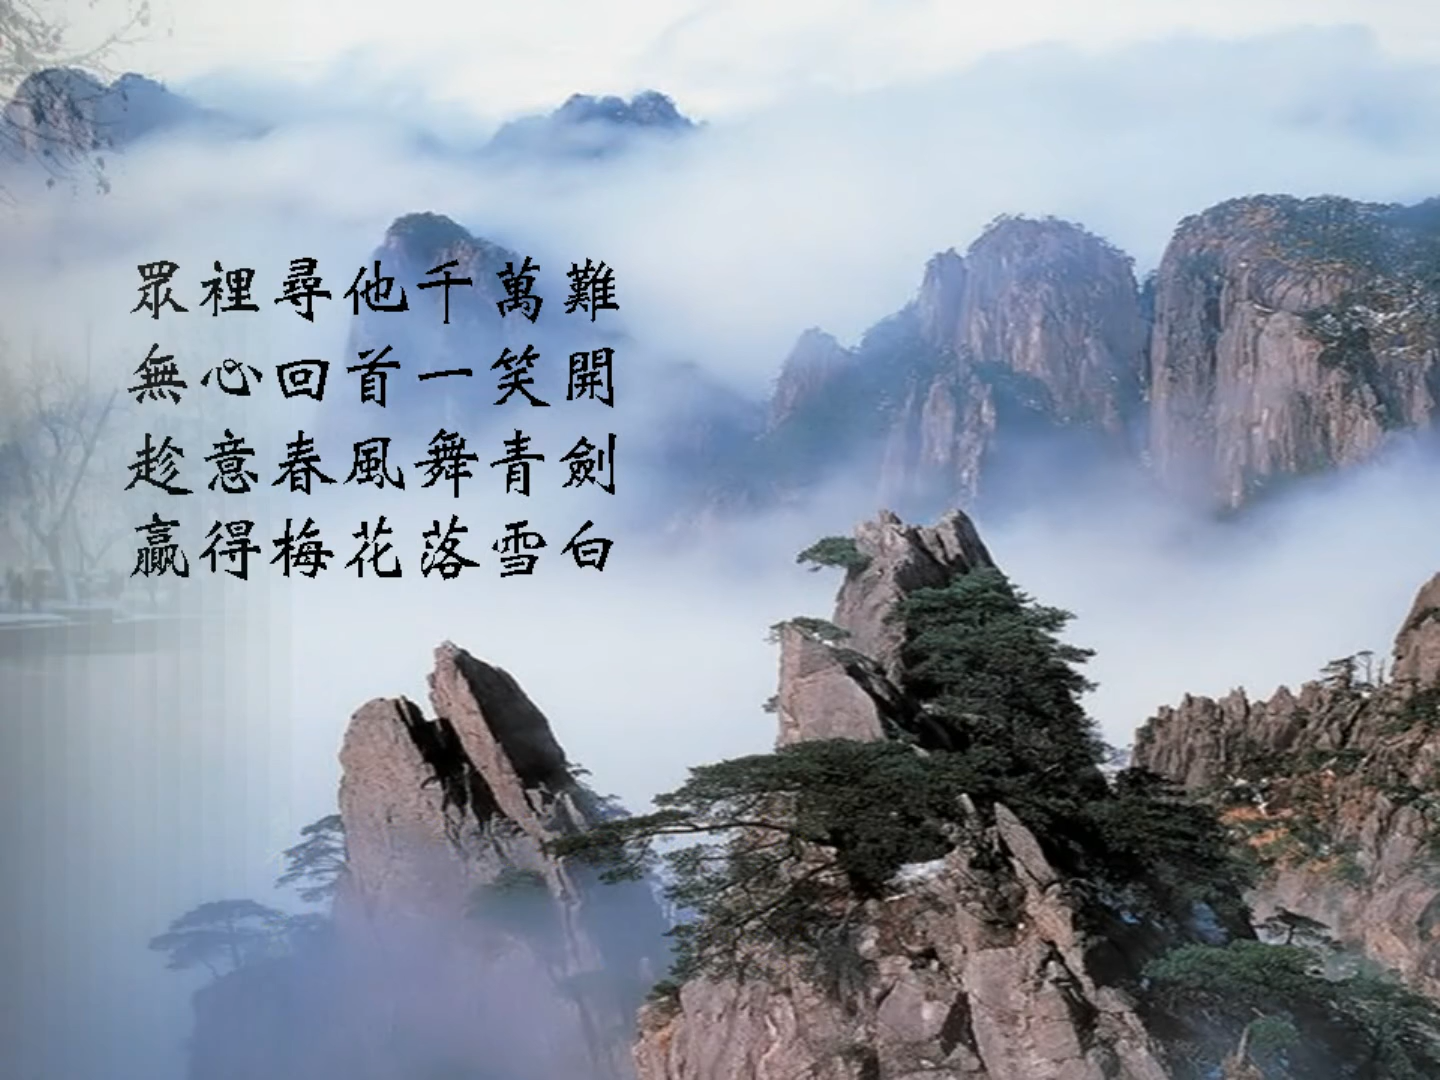 眾裡尋他千萬難
無心回首一笑開
趁意春風舞青劍
贏得梅花落雪白